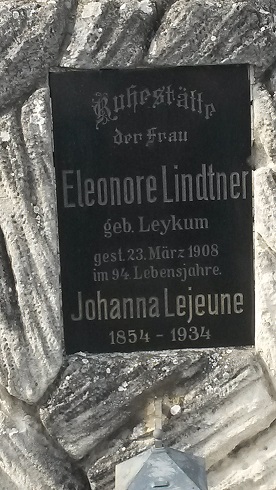 Ruhestätte
der Frau
Eleonore Lindtner
geb. Leykum
gest. 23. März 1908
im 94. Lebensjahre.
Johanna Lejeune
1854 - 1934